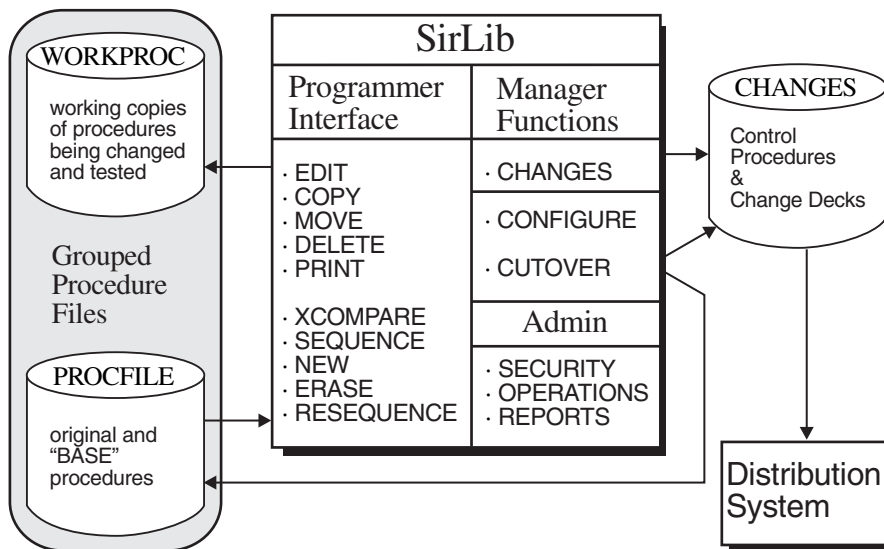 WORKPROC
working copies
of procedures
being changed
and tested
Grouped
Procedure
Files
PROCFILE
original and
“BASE”
procedures
SirLib
Programmer
Interface
· EDIT
· COPY
· MOVE
· DELETE
· PRINT
· XCOMPARE
· SEQUENCE
· NEW
· ERASE
· RESEQUENCE
Manager
Functions
· CHANGES
· CONFIGURE
· CUTOVER
Admin
· SECURITY
· OPERATIONS
· REPORTS
CHANGES
Control
Procedures
&
Change Decks
Distribution
System